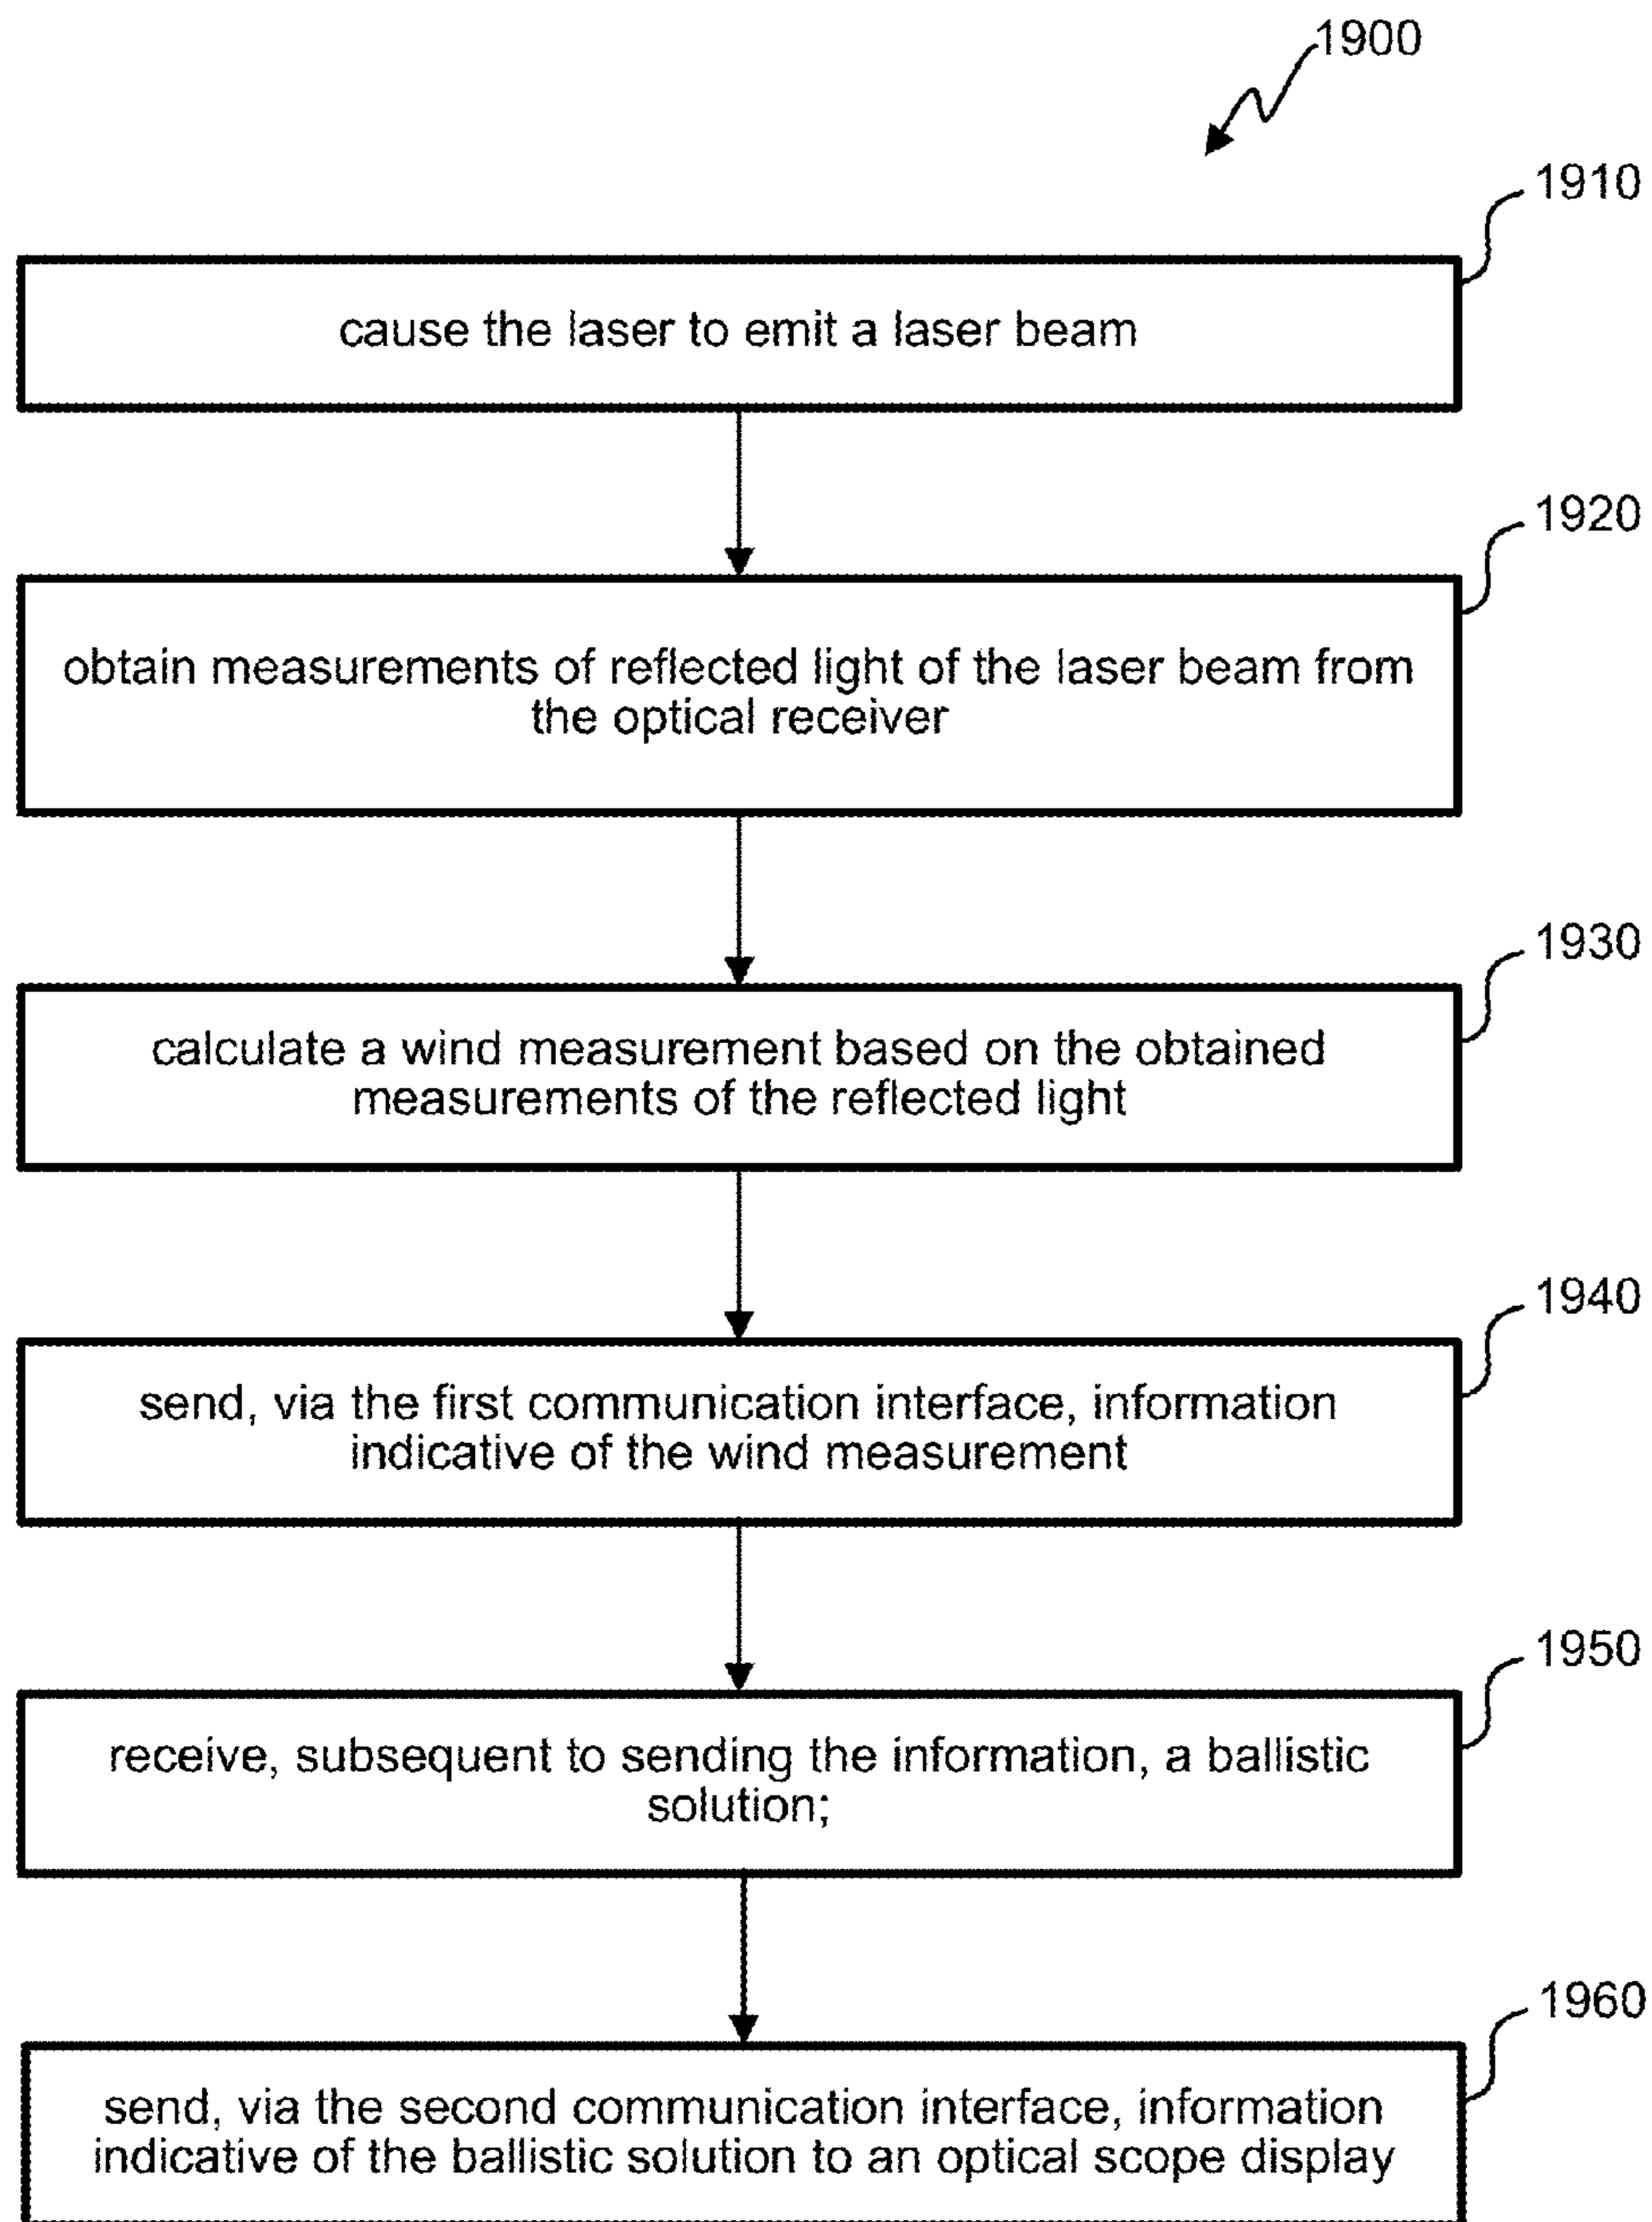 1900
1910
cause the laser to emit a laser beam
1920
obtain measurements of reflected light of the laser beam from
the optical receiver
1930
calculate a wind measurement based on the obtained
measurements of the reflected light
1940
send, via the first communication interface, information
indicative of the wind measurement
1950
receive, subsequent to sending the information, a ballistic
solution;
1960
send, via the second communication interface, information
indicative of the ballistic solution to an optical scope display